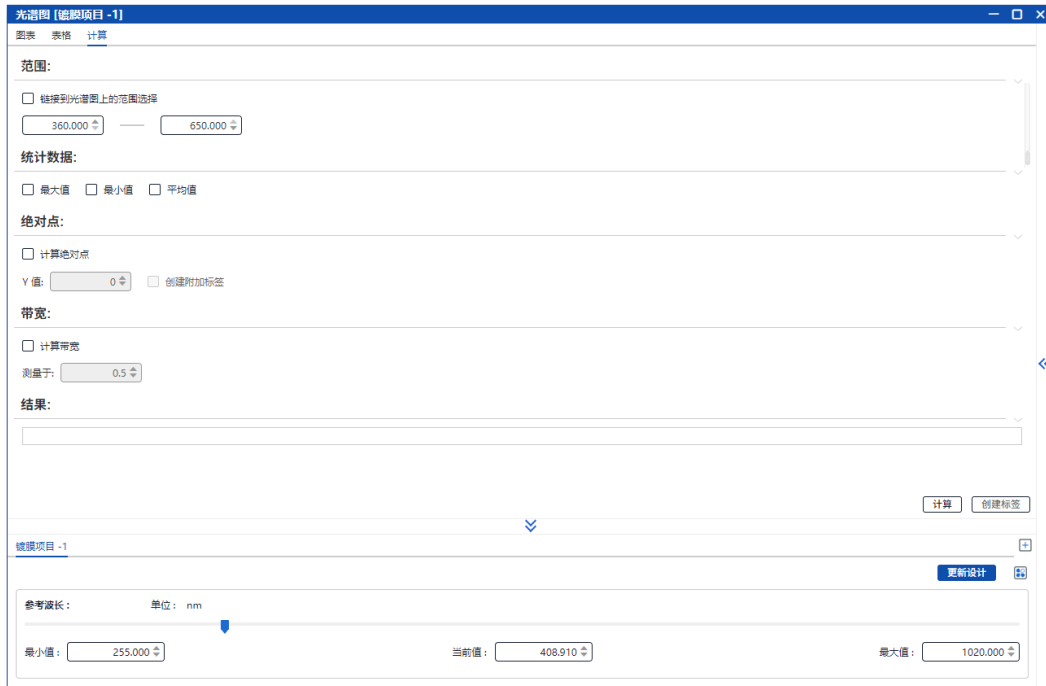 光谱图 [镀膜项目 -1]
图表 表格 计算
范围:
链接到光谱图上的范围选择
360.000 650.000
统计数据:
最大值 最小值 平均值
绝对点:
计算绝对点
Y 值: 0 创建附加标签
带宽:
计算带宽
测量于: 0.5
结果:
计算 创建标签
镀膜项目 -1
更新设计
参考波长： 单位： nm
最小值： 255.000 当前值： 408.910 最大值： 1020.000